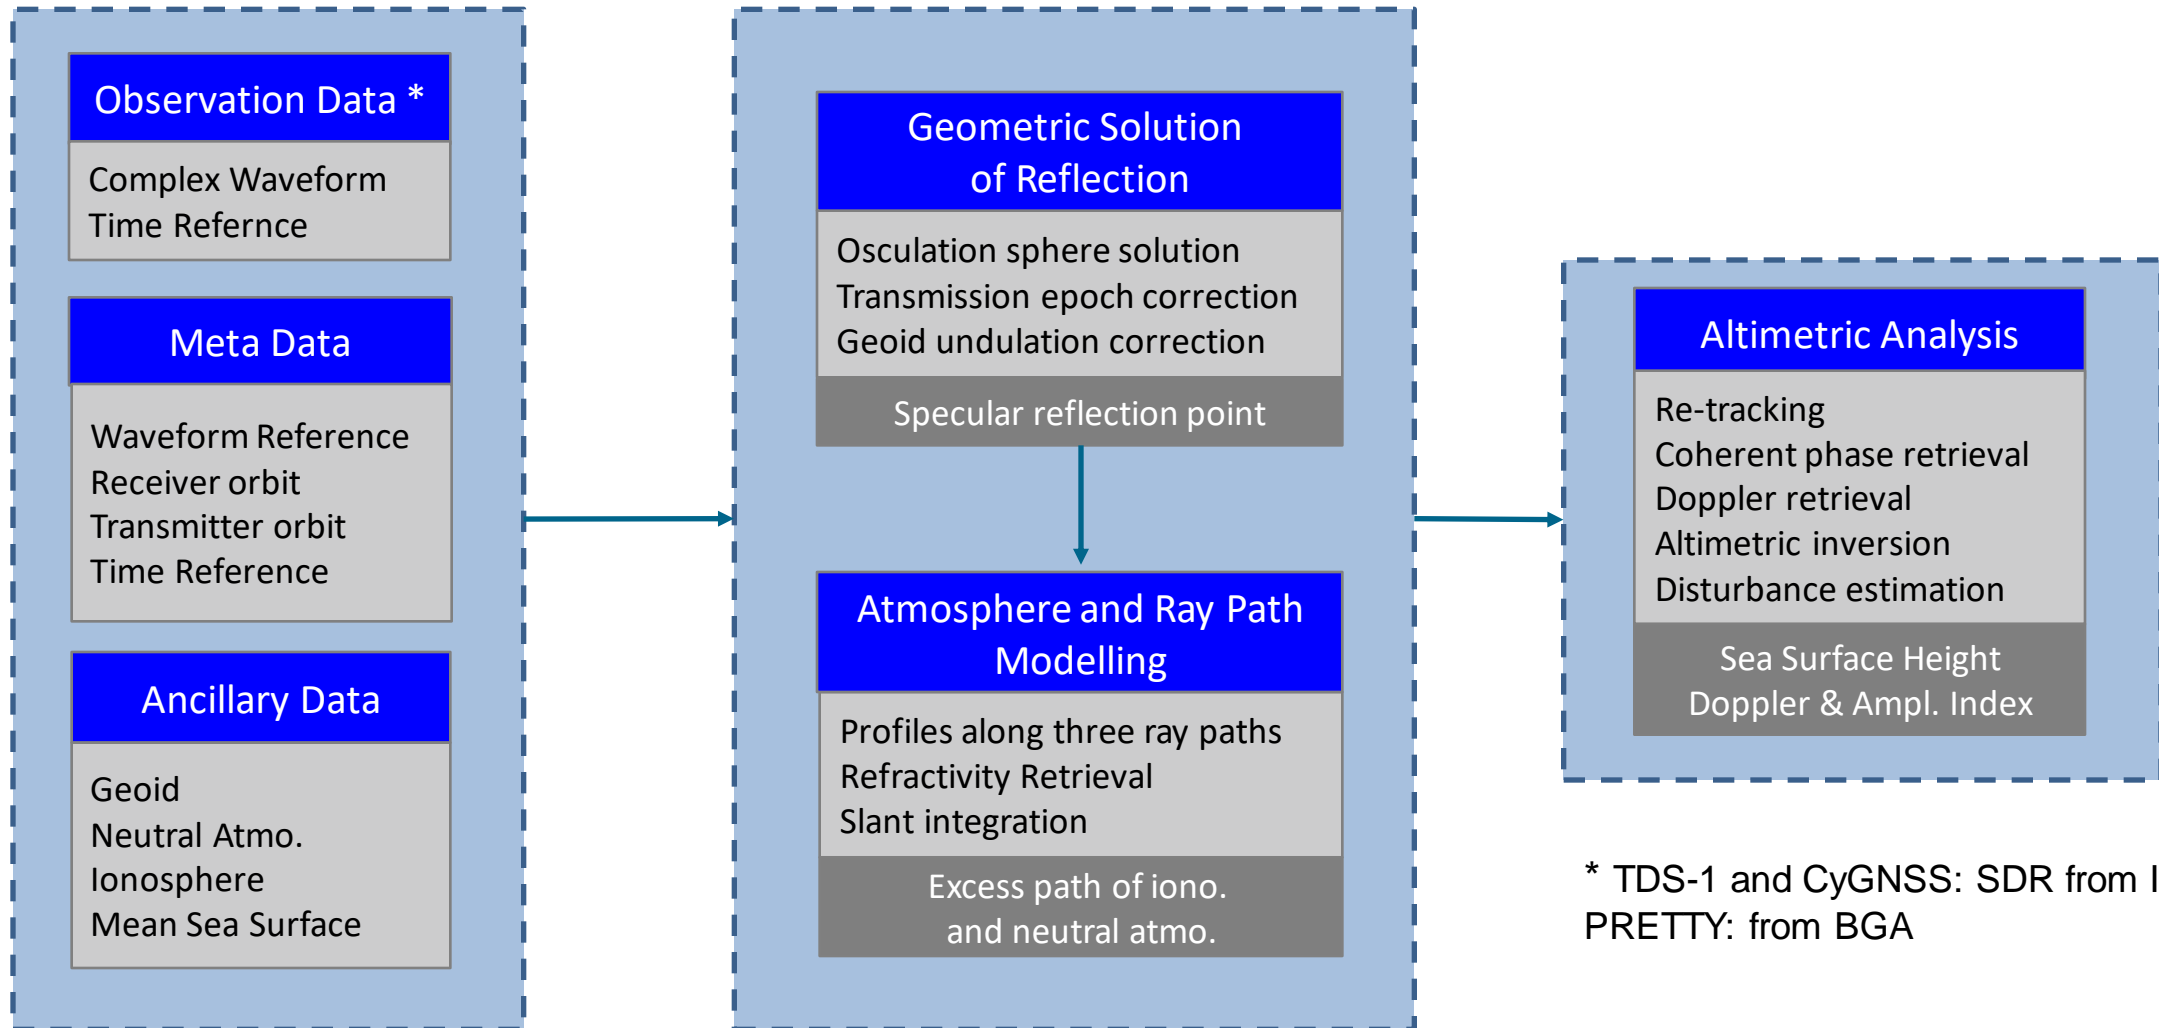 Observation Data *
Complex Waveform
Time Refernce
Meta Data
Waveform Reference
Receiver orbit
Transmitter orbit
Time Reference
Ancillary Data
Geoid
Neutral Atmo.
Ionosphere
Mean Sea Surface
Geometric Solution
of Reflection
Osculation sphere solution
Transmission epoch correction
Geoid undulation correction
Specular reflection point
Atmosphere and Ray Path
Modelling
Profiles along three ray paths
Refractivity Retrieval
Slant integration
Excess path of iono.
and neutral atmo.
Altimetric Analysis
Re-tracking
Coherent phase retrieval
Doppler retrieval
Altimetric inversion
Disturbance estimation
Sea Surface Height
Doppler & Ampl. Index
* TDS-1 and CyGNSS: SDR from
PRETTY: from BGA